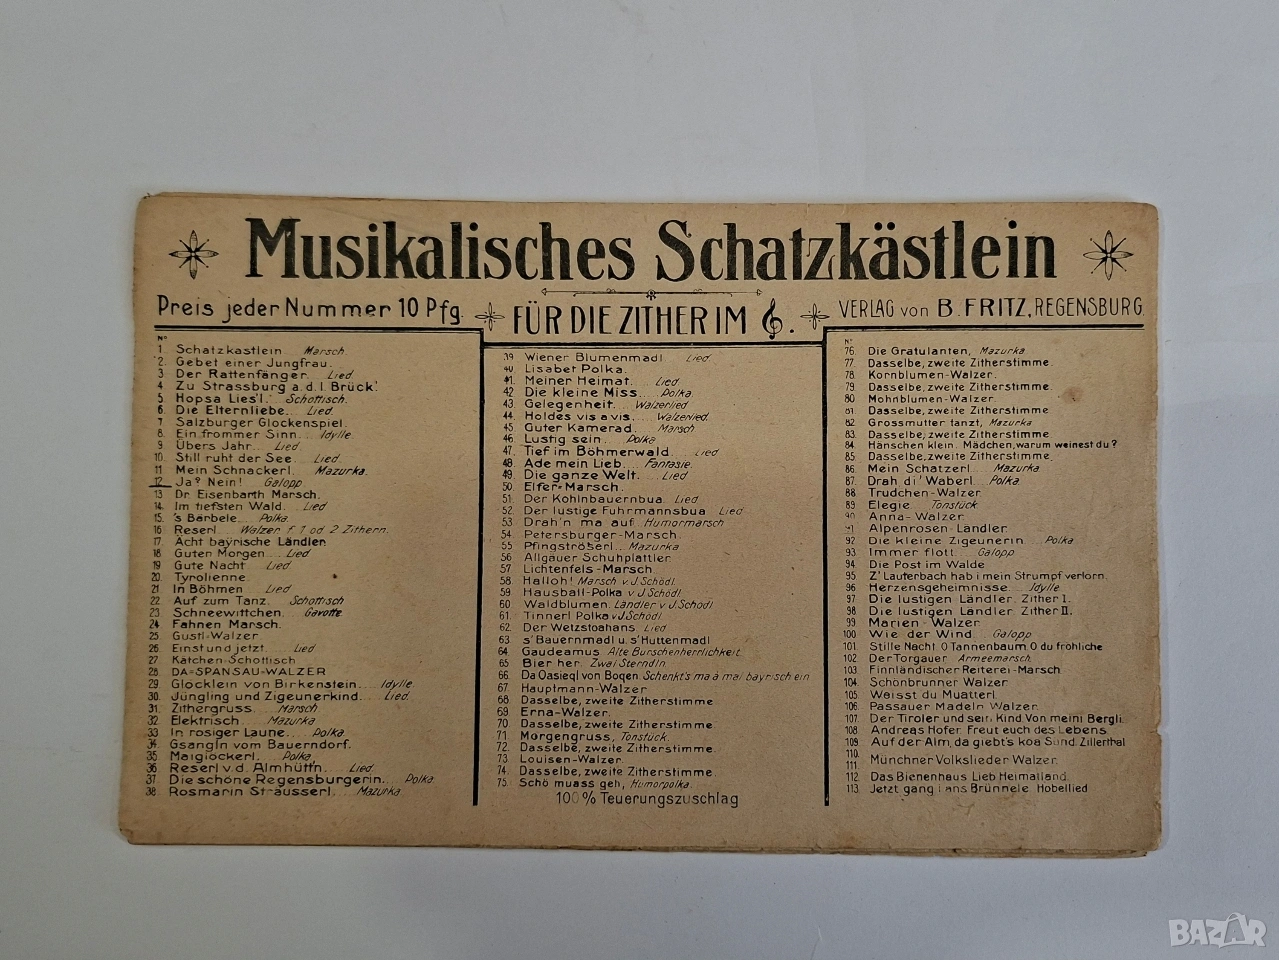 Musikalisches Schatzkästlein
Preis jeder Nummer 10 Pfg.
FÜR DIE ZITHER IM 𝄞.
VERLAG von B. FRITZ, REGENSBURG.
No
1. Schatzkastlein... Marsch.
2. Gebet einer Jungfrau.
3. Der Rattenfänger. Lied
4. Zu Strassburg a.d.l. Brück'.
5. Hopsa Lies'l. Schottisch.
6. Die Elternliebe. Lied.
7. Salzburger Glockenspiel.
8. Ein frommer Sinn. Idylle.
9. Übers Jahr... Lied.
10. Still ruht der See. Lied.
11. Mein Schnackerl. Mazurka.
12. Ja? Nein! Galopp
13. Dr. Eisenbarth Marsch.
14. Im tiefsten Wald. Lied
15. 's Bärbele. Polka.
16. Reserl. Walzer f. 1 od 2 Zithern.
17. Acht bayrische Ländler.
18. Guten Morgen... Lied
19. Gute Nacht. Lied
20. Tyrolienne.
21. In Böhmen. Lied
22. Auf zum Tanz. Schottisch
23. Schneewittchen. Gavotte.
24. Fahnen Marsch.
25. Gustl-Walzer
26. Einst und jetzt. Lied
27. Kätchen-Schottisch
28. DA=SPANSAU=WALZER
29. Glöcklein von Birkenstein... Idylle.
30. Jüngling und Zigeunerkind... Lied.
31. Zithergruss. Marsch.
32. Elektrisch. Mazurka
33. In rosiger Laune. Polka.
34. Gsangln vom Bauerndorf.
35. Maiglöckerl. Polka.
36. Reserl v.d. Almhütt'n. Lied.
37. Die schöne Regensburgerin... Polka
38. Rosmarin Sträusserl... Mazurka.
39. Wiener Blumenmadl. Lied.
40. Lisabet Polka.
41. Meiner Heimat. Lied
42. Die kleine Miss. Polka.
43. Gelegenheit. Walzerlied
44. Holdes vis a vis. Walzerlied.
45. Guter Kamerad. Marsch
46. Lustig sein. Polka
47. Tief im Böhmerwald. Lied
48. Ade mein Lieb. Fantasie.
49. Die ganze Welt. Lied
50. Elfer=Marsch.
51. Der Kohlnbauernbua. Lied
52. Der lustige Fuhrmannsbua Lied
53. Drah'n ma auf. Humormarsch
54. Petersburger-Marsch.
55. Pfingströserl. Mazurka
56. Allgäuer Schuhplattler.
57. Lichtenfels-Marsch.
58. Halloh! Marsch v. J. Schödl.
59. Hausball-Polka v J. Schödl.
60. Waldblumen. Ländler v J. Schödl
61. Tinnerl Polka v. J. Schödl.
62. Der Wetzstoahans. Lied.
63. s' Bauernmadl u. s' Huttenmadl
64. Gaudeamus. Alte Burschenherrlichkeit.
65. Bier her. Zwoi Sterndln.
66. Da Oasiegl von Bogen. Schenkt's ma a mal bayrisch ein
67. Hauptmann-Walzer
68. Dasselbe, zweite Zitherstimme
69. Erna-Walzer.
70. Dasselbe, zweite Zitherstimme.
71. Morgengruss, Tonstück.
72. Dasselbe, zweite Zitherstimme.
73. Louisen-Walzer.
74. Dasselbe, zweite Zitherstimme.
75. Schö muass geh, Humorpolka.
100% Teuerungszuschlag
No
76. Die Gratulanten, Mazurka.
77. Dasselbe, zweite Zitherstimme.
78. Kornblumen-Walzer.
79. Dasselbe, zweite Zitherstimme.
80. Mohnblumen-Walzer.
81. Dasselbe, zweite Zitherstimme
82. Grossmutter tanzt, Mazurka
83. Dasselbe, zweite Zitherstimme
84. Hänschen klein. Mädchen, warum weinest du?
85. Dasselbe, zweite Zitherstimme.
86. Mein Schatzerl. Mazurka
87. Drah di' Waberl. Polka.
88. Trudchen-Walzer.
89. Elegie Tonstück
90. Anna-Walzer.
91. Alpenrosen-Ländler.
92. Die kleine Zigeunerin. Polka
93. Immer flott. Galopp
94. Die Post im Walde
95. Z' Lauterbach hab i mein Strumpf verlorn.
96. Herzensgeheimnisse. Idylle
97. Die lustigen Ländler. Zither I.
98. Die lustigen Ländler. Zither II.
99. Marien-Walzer.
100. Wie der Wind. Galopp
101. Stille Nacht. O Tannenbaum. O du fröhliche
102. Der Torgauer. Armeemarsch.
103. Finnländischer Reiterei-Marsch
104. Schönbrunner Walzer
105. Woisst du Muatterl.
106. Passauer Madeln Walzer.
107. Der Tiroler und sein Kind. Von meini Bergli.
108. Andreas Hofer. Freut euch des Lebens
109. Auf der Alm, da giebt's koa Sünd. Zillerthal
110.
111. Münchner Volkslieder Walzer.
112. Das Bienenhaus Lieb Heimatland.
113. Jetzt gang i ans Brünnele Hobellied
BAZAR